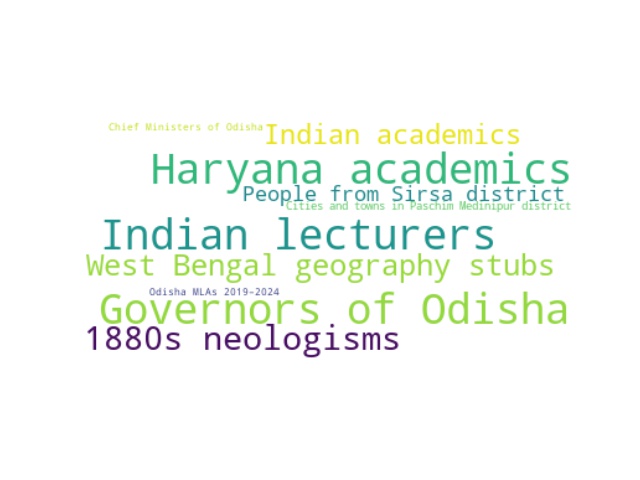 Chief Ministers of Odisha
Indian academics
Haryana academics
People from Sirsa district
Cities and towns in Paschim Medinipur district
Indian lecturers
West Bengal geography stubs
Odisha MLAs 2019–2024
Governors of Odisha
1880s neologisms